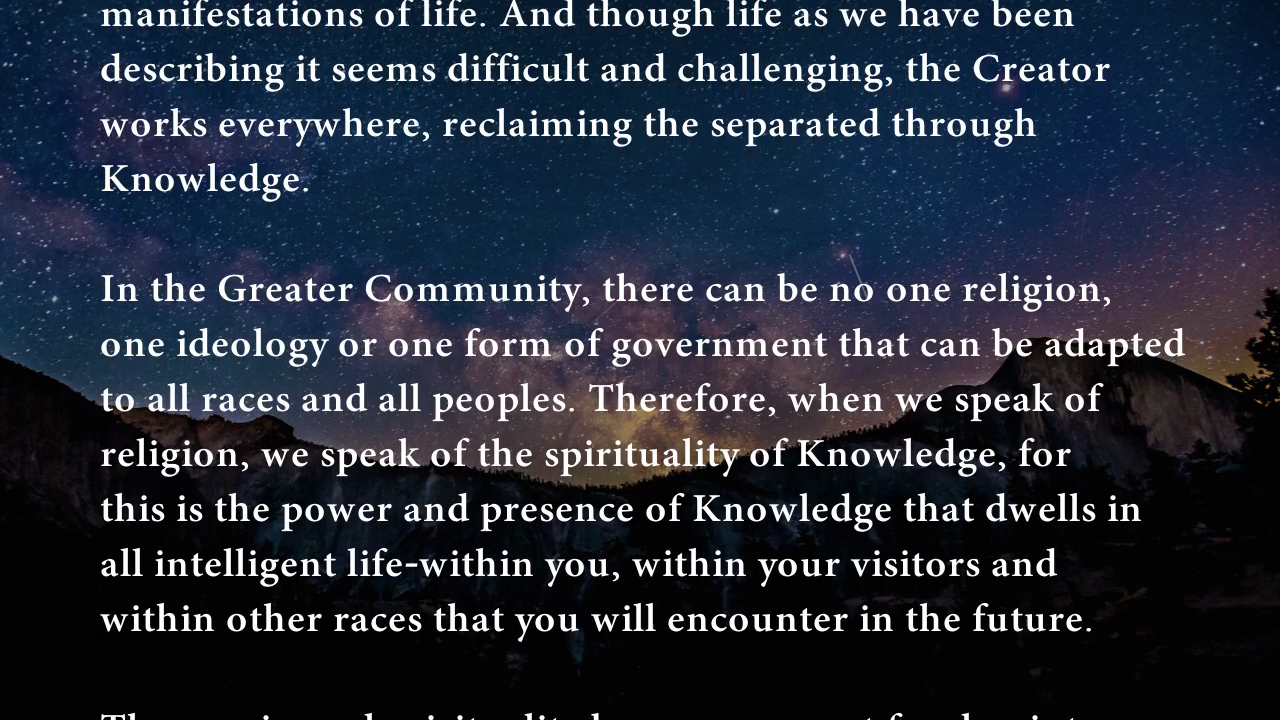 manifestations of life. And though life as we have been
describing it seems difficult and challenging, the Creator
works everywhere, reclaiming the separated through
Knowledge.
In the Greater Community, there can be no one religion,
one ideology or one form of government that can be adapted
to all races and all peoples. Therefore, when we speak of
religion, we speak of the spirituality of Knowledge, for
this is the power and presence of Knowledge that dwells in
all intelligent life-within you, within your visitors and
within other races that you will encounter in the future.